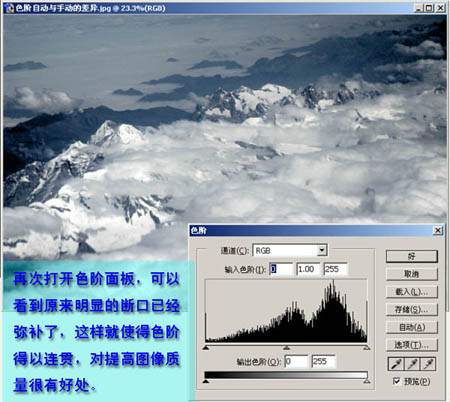 色阶自动与手动的差异.jpg @ 23.3%(RGB)
色阶
通道(C): RGB
好
输入色阶(I): 0 1.00 255
取消
载入(L)...
存储(S)...
自动(A)
选项(T)...
输出色阶(O): 0 255
预览(P)
再次打开色阶面板，可以
看到原来明显的断口已经
弥补了，这样就使得色阶
得以连贯，对提高图像质
量很有好处。